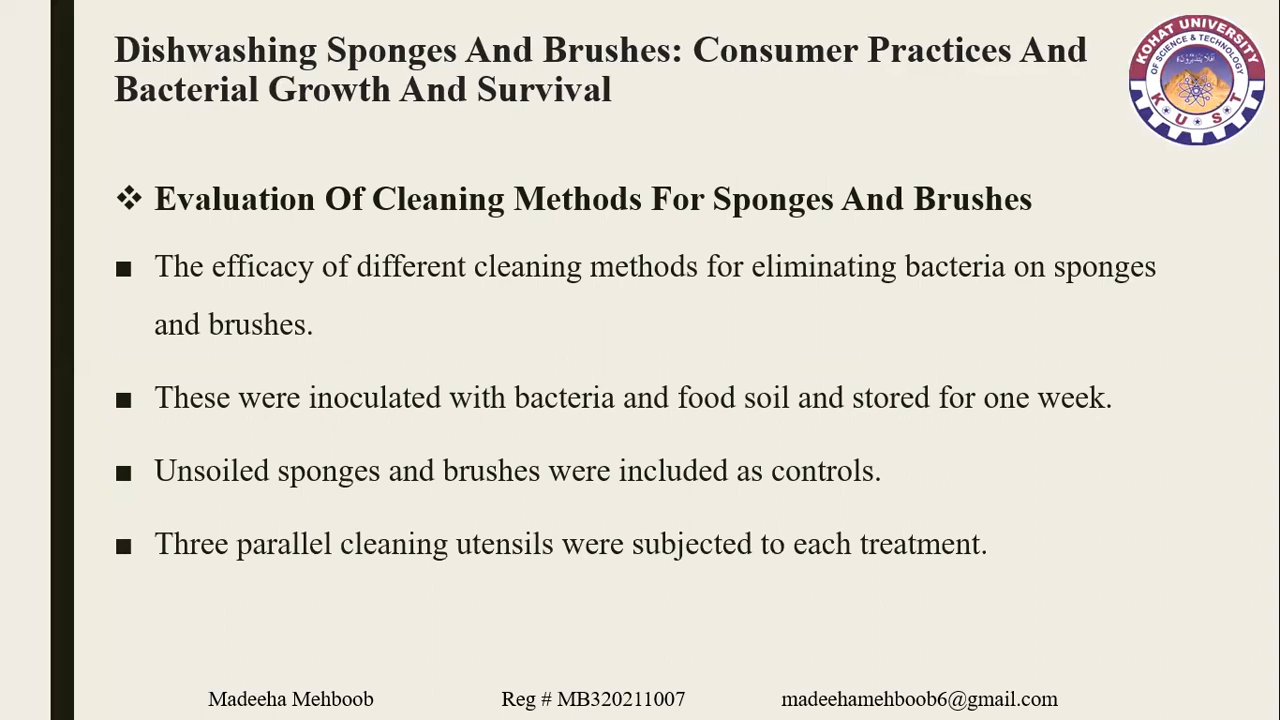 Dishwashing Sponges And Brushes: Consumer Practices And
Bacterial Growth And Survival
KOHAT UNIVERSITY
OF SCIENCE & TECHNOLOGY
K U S T
❖ Evaluation Of Cleaning Methods For Sponges And Brushes
■ The efficacy of different cleaning methods for eliminating bacteria on sponges
and brushes.
■ These were inoculated with bacteria and food soil and stored for one week.
■ Unsoiled sponges and brushes were included as controls.
■ Three parallel cleaning utensils were subjected to each treatment.
Madeeha Mehboob Reg # MB320211007 madeehamehboob6@gmail.com